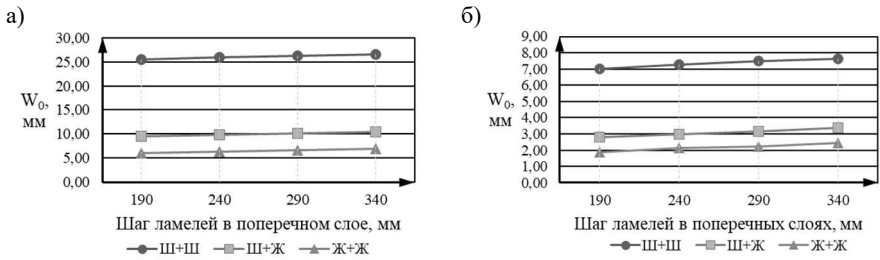 а)
30,00
25,00
20,00
15,00
10,00
5,00
0,00
W₀,
мм
190 240 290 340
Шаг ламелей в поперечном слое, мм
Ш+Ш Ш+Ж Ж+Ж
б)
9,00
8,00
7,00
6,00
5,00
4,00
3,00
2,00
1,00
0,00
W₀,
мм
190 240 290 340
Шаг ламелей в поперечных слоях, мм
Ш+Ш Ш+Ж Ж+Ж